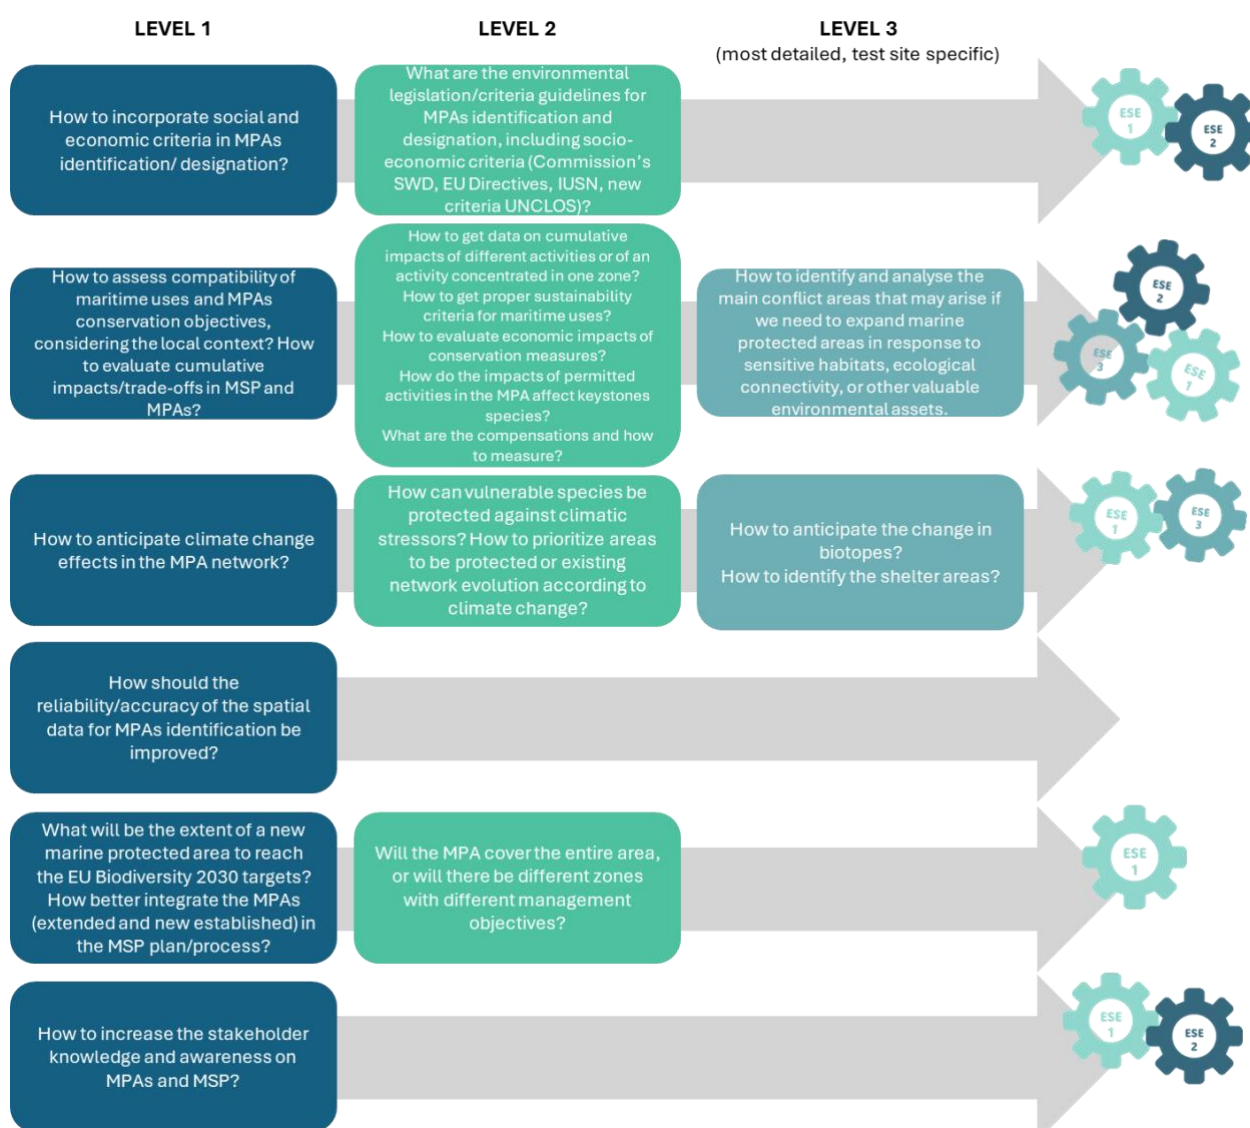 LEVEL 1
LEVEL 2
LEVEL 3
(most detailed, test site specific)
How to incorporate social and
economic criteria in MPAs
identification/ designation?
What are the environmental
legislation/criteria guidelines for
MPAs identification and
designation, including socio-
economic criteria (Commission's
SWD, EU Directives, IUSN, new
criteria UNCLOS)?
ESE
1
ESE
2
How to assess compatibility of
maritime uses and MPAs
conservation objectives,
considering the local context? How
to evaluate cumulative
impacts/trade-offs in MSP and
MPAs?
How to get data on cumulative
impacts of different activities or of an
activity concentrated in one zone?
How to get proper sustainability
criteria for maritime uses?
How to evaluate economic impacts of
conservation measures?
How do the impacts of permitted
activities in the MPA affect keystones
species?
What are the compensations and how
to measure?
How to identify and analyse the
main conflict areas that may arise if
we need to expand marine
protected areas in response to
sensitive habitats, ecological
connectivity, or other valuable
environmental assets.
ESE
2
ESE
3
ESE
1
How to anticipate climate change
effects in the MPA network?
How can vulnerable species be
protected against climatic
stressors? How to prioritize areas
to be protected or existing
network evolution according to
climate change?
How to anticipate the change in
biotopes?
How to identify the shelter areas?
ESE
1
ESE
3
How should the
reliability/accuracy of the spatial
data for MPAs identification be
improved?
What will be the extent of a new
marine protected area to reach
the EU Biodiversity 2030 targets?
How better integrate the MPAs
(extended and new established) in
the MSP plan/process?
Will the MPA cover the entire area,
or will there be different zones
with different management
objectives?
ESE
1
How to increase the stakeholder
knowledge and awareness on
MPAs and MSP?
ESE
1
ESE
2